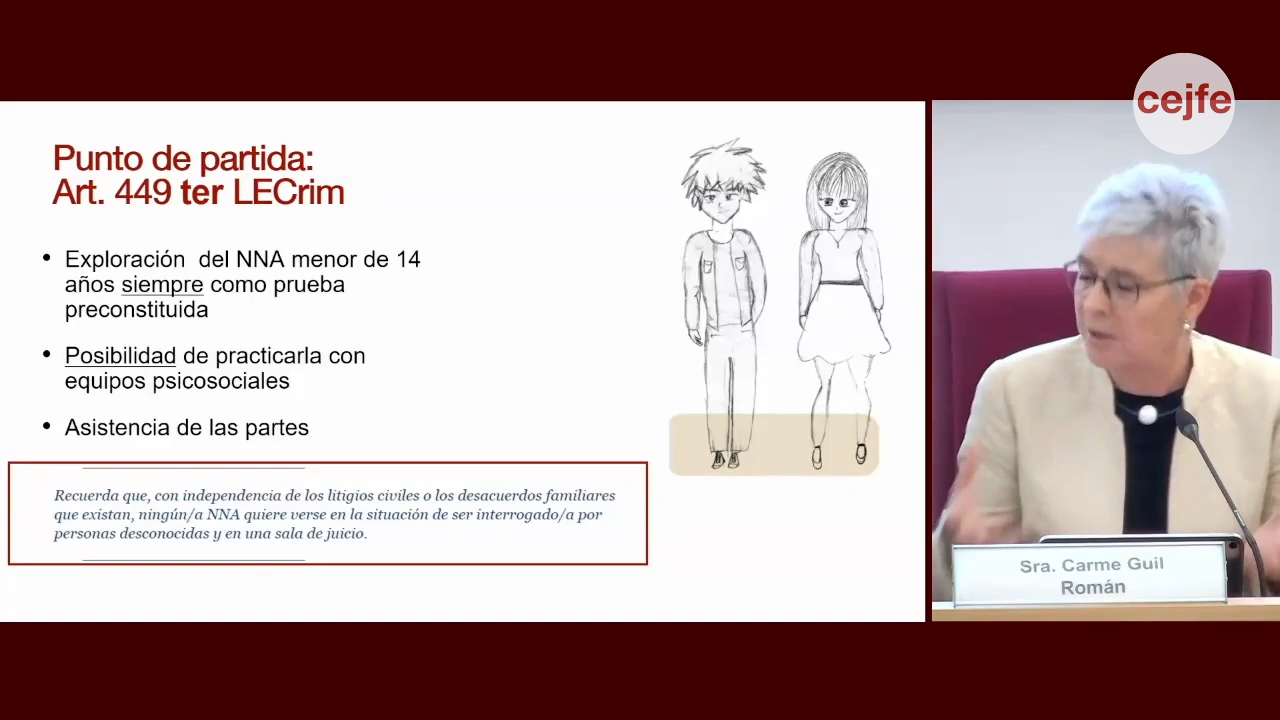 cejfe
Punto de partida:
Art. 449 ter LECrim
• Exploración del NNA menor de 14
años siempre como prueba
preconstituida
• Posibilidad de practicarla con
equipos psicosociales
• Asistencia de las partes
Recuerda que, con independencia de los litigios civiles o los desacuerdos familiares
que existan, ningún/a NNA quiere verse en la situación de ser interrogado/a por
personas desconocidas y en una sala de juicio.
Sra. Carme Guil
Román